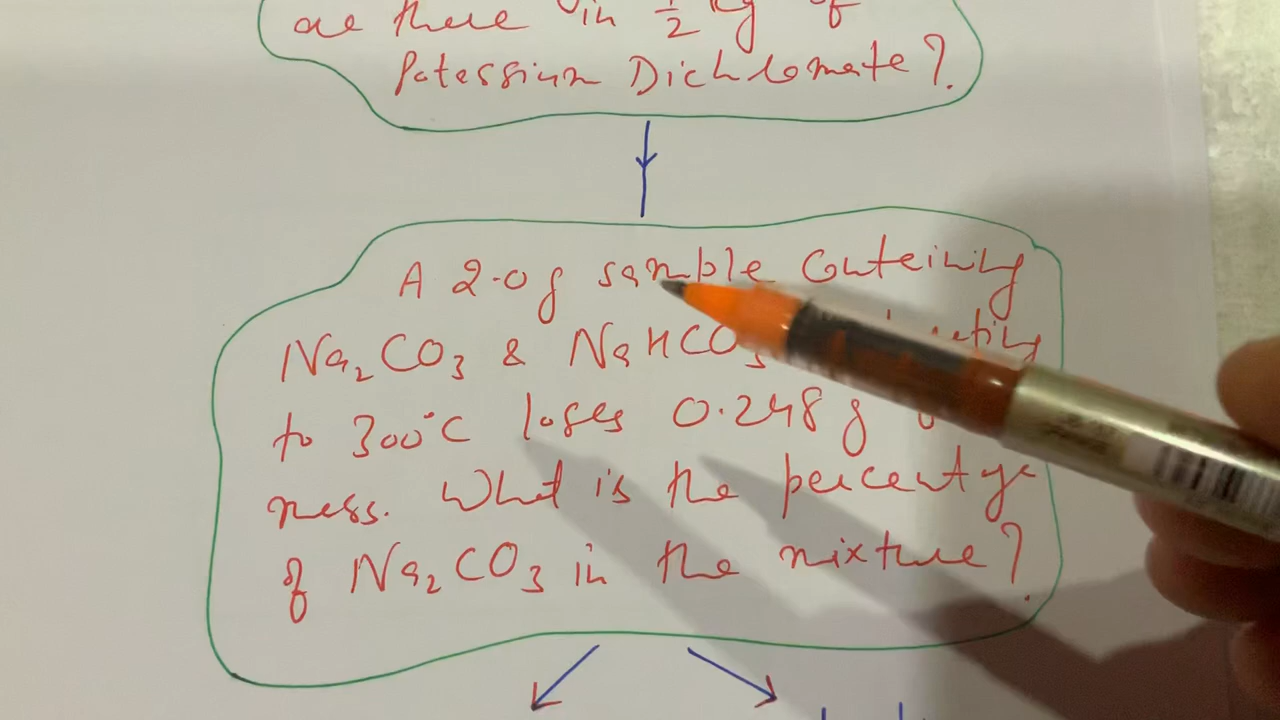 are there in 1/2 kg of
Potassium Dichromate?
A 2.0 g sample containing
Na₂CO₃ & NaHCO₃
to 300°C loses 0.248 g
mass. What is the percentage
of Na₂CO₃ in the mixture?